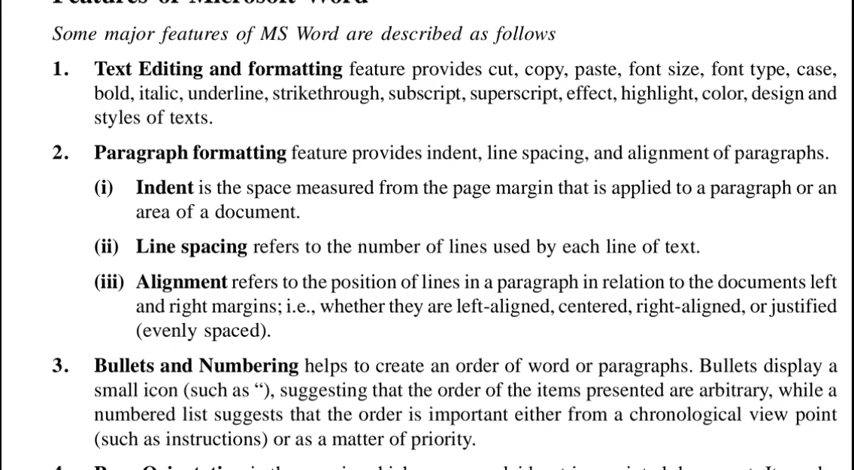 Features of Microsoft Word
Some major features of MS Word are described as follows
1. Text Editing and formatting feature provides cut, copy, paste, font size, font type, case,
bold, italic, underline, strikethrough, subscript, superscript, effect, highlight, color, design and
styles of texts.
2. Paragraph formatting feature provides indent, line spacing, and alignment of paragraphs.
(i) Indent is the space measured from the page margin that is applied to a paragraph or an
area of a document.
(ii) Line spacing refers to the number of lines used by each line of text.
(iii) Alignment refers to the position of lines in a paragraph in relation to the documents left
and right margins; i.e., whether they are left-aligned, centered, right-aligned, or justified
(evenly spaced).
3. Bullets and Numbering helps to create an order of word or paragraphs. Bullets display a
small icon (such as “), suggesting that the order of the items presented are arbitrary, while a
numbered list suggests that the order is important either from a chronological view point
(such as instructions) or as a matter of priority.